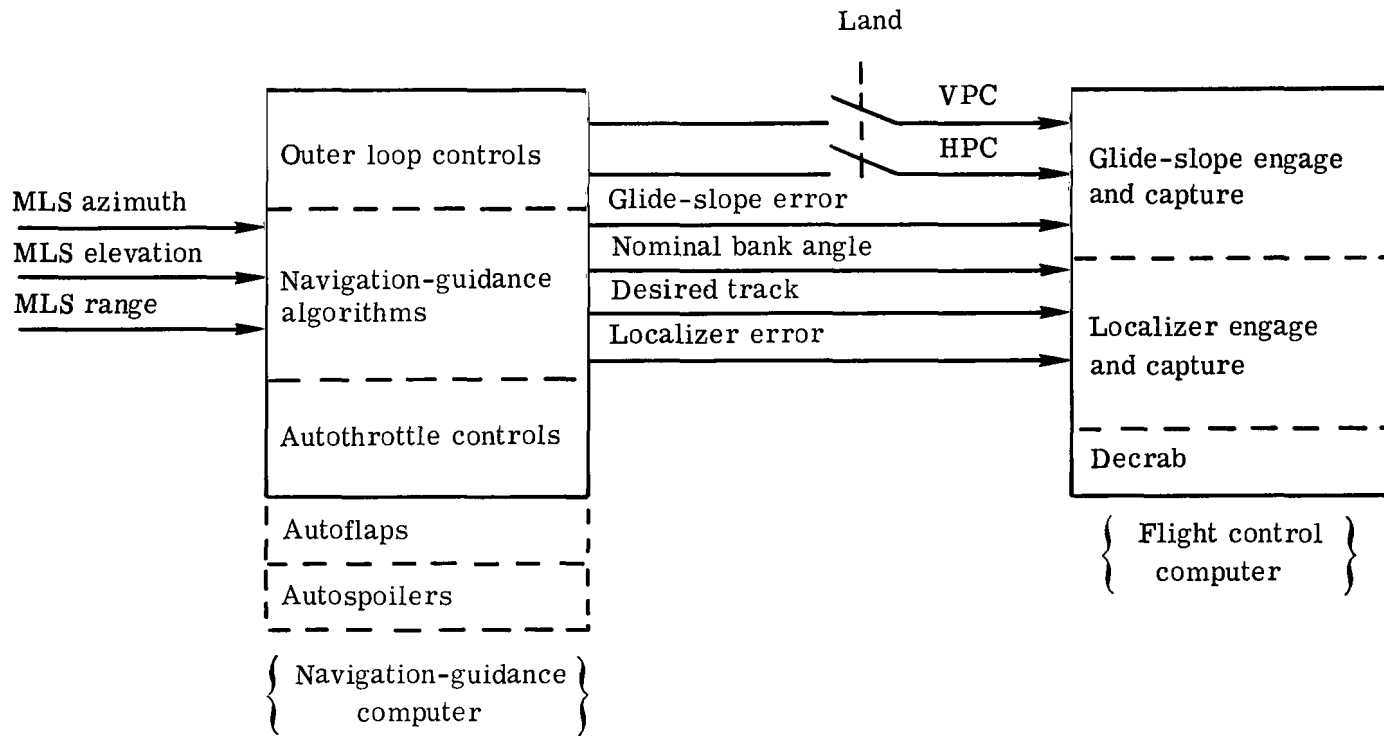 Land
VPC
HPC
MLS azimuth
MLS elevation
MLS range
Outer loop controls
Navigation-guidance
algorithms
Autothrottle controls
Autoflaps
Autospoilers
Navigation-guidance
computer
Glide-slope error
Nominal bank angle
Desired track
Localizer error
Glide-slope engage
and capture
Localizer engage
and capture
Decrab
Flight control
computer